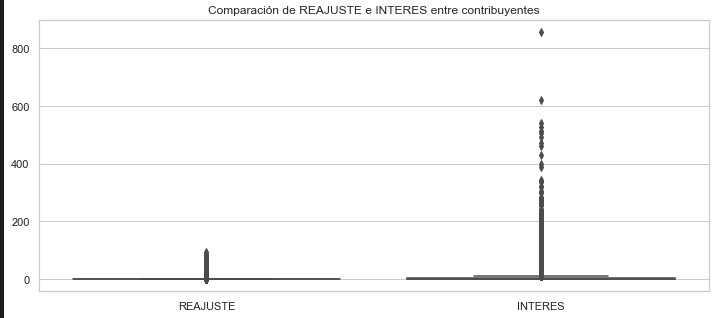 Comparación de REAJUSTE e INTERES entre contribuyentes
800
600
400
200
0
REAJUSTE
INTERES